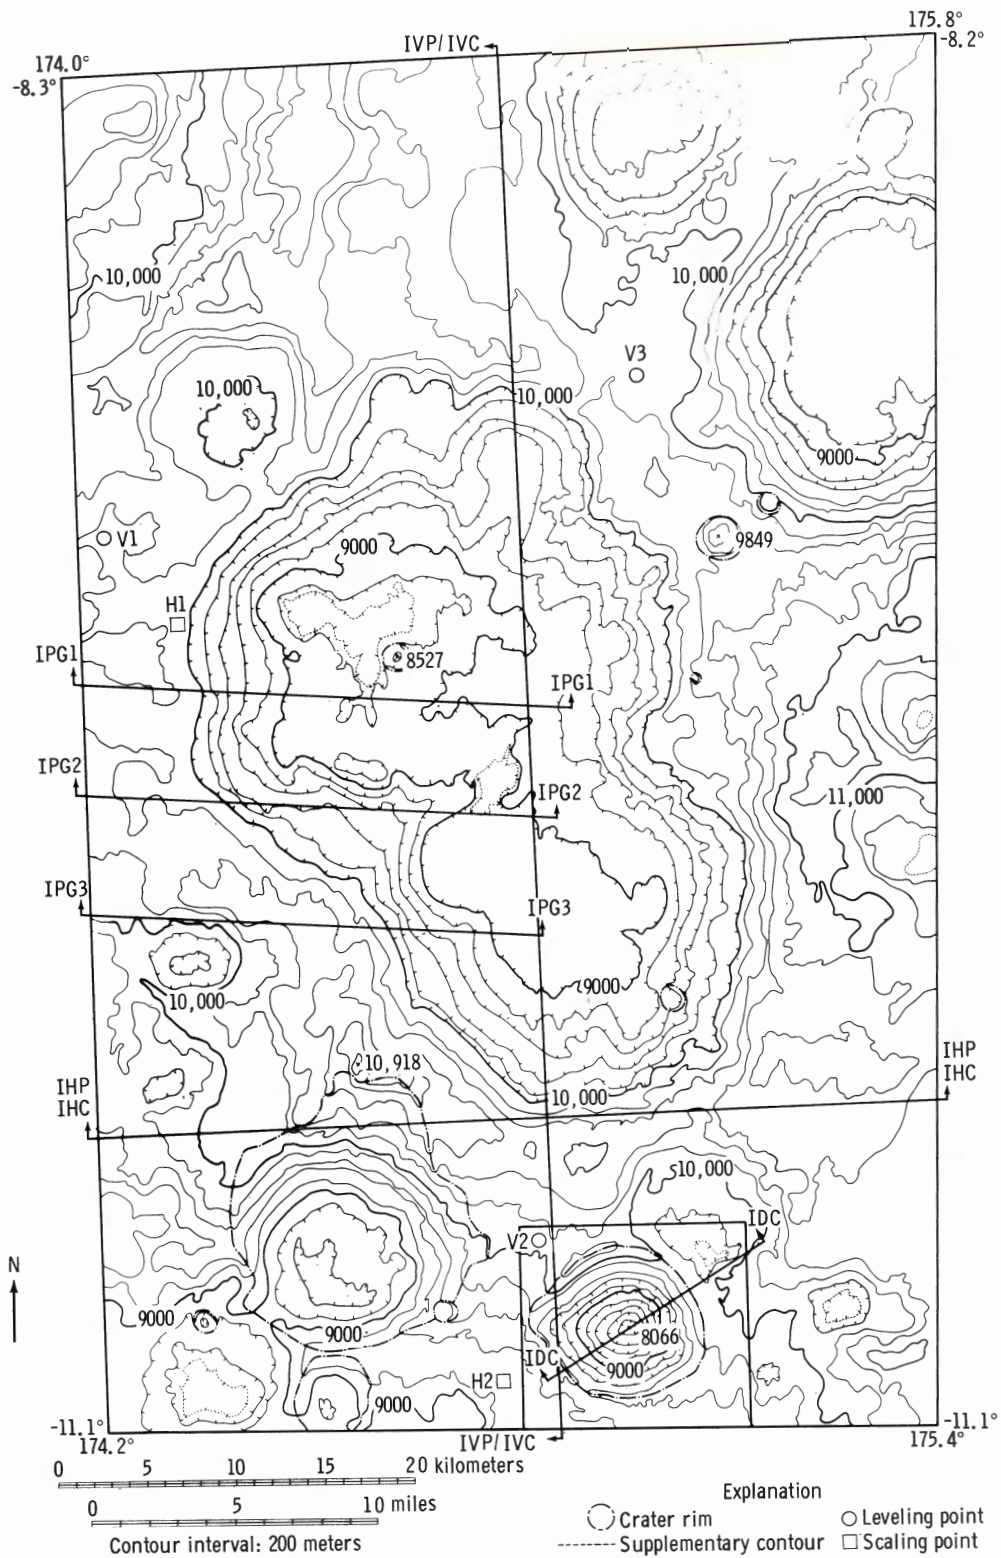 IVP/IVC
175.8°
-8.2°
174.0°
-8.3°
10,000
10,000
V3
10,000
10,000
9000
V1
9849
9000
H1
8527
IPG1
IPG1
IPG2
IPG2
11,000
IPG3
IPG3
9000
10,000
10,918
IHP
IHC
IHP
IHC
10,000
10,000
IDC
V2
N
9000
9000
8066
IDC
9000
H2
9000
-11.1°
174.2°
-11.1°
175.4°
IVP/IVC
0 5 10 15 20 kilometers
0 5 10 miles
Contour interval: 200 meters
Explanation
Crater rim
Leveling point
Supplementary contour
Scaling point